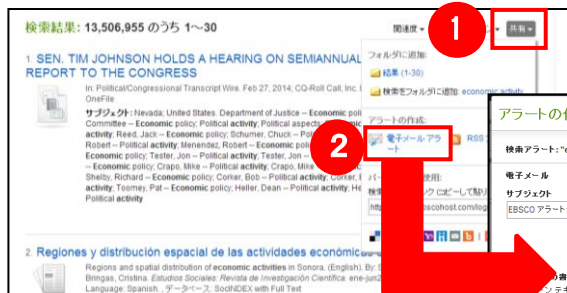 検索結果: 13,506,955 のうち 1~30
関連度
共有
1
1. SEN. TIM JOHNSON HOLDS A HEARING ON SEMIANNUAL
REPORT TO THE CONGRESS
In: Political/Congressional Transcript Wire. Feb 27, 2014; CQ-Roll Call, Inc.
OneFile
サブジェクト: Nevada; United States. Department of Justice -- Economic poli
Committee -- Economic policy; Political activity; Political aspects
activity; Reed, Jack -- Economic policy; Schumer, Chuck -- Pol
Robert -- Political activity; Menendez, Robert -- Economic
Economic policy; Tester, Jon -- Political activity; Tester, Jon --
-- Economic policy; Crapo, Mike -- Political activity; Crapo, Mike
Shelby, Richard -- Economic policy; Corker, Bob -- Political activity; Corker,
activity; Toomey, Pat -- Economic policy; Heller, Dean -- Political activity; He
Political activity
フォルダに追加:
結果 (1-30)
検索をフォルダに追加: economic activity
アラートの作成:
2
電子メール アラ
ート
RSS
使用:
アラートの作
検索アラート: "
電子メール
サブジェクト
EBSCO アラート
2. Regiones y distribución espacial de las actividades económic
Regions and spatial distribution of economic activities in Sonora. (English). By:
Bringas, Cristina. Estudios Sociales: Revista de Investigación Científica. ene-jun
Language: Spanish. , データベース: SocINDEX with Full Text